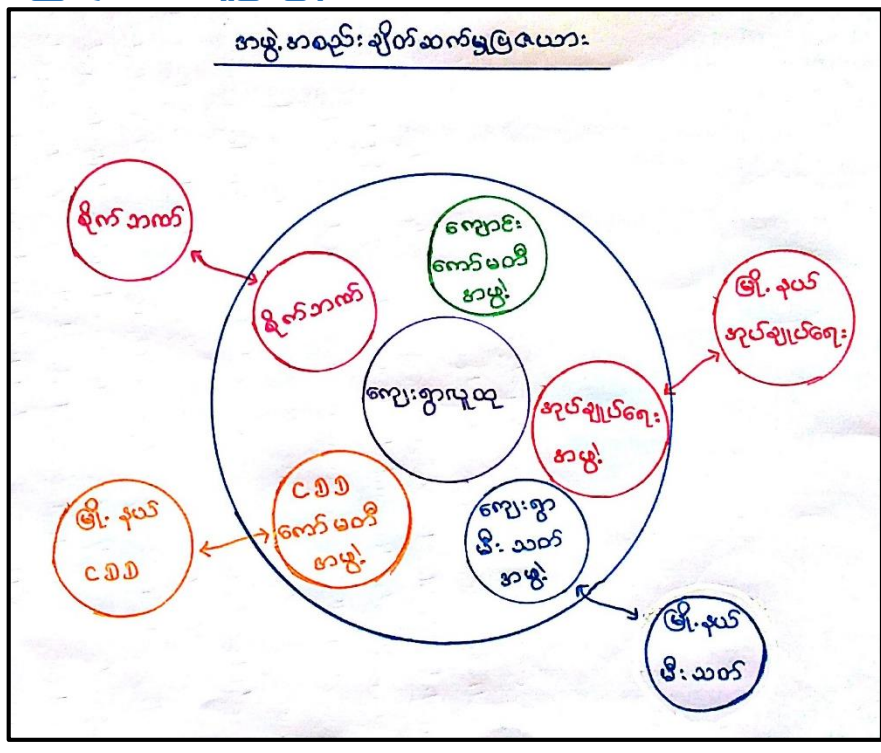 အဖွဲ့အစည်းချိတ်ဆက်မှုပြဇယား
စိုက်ဘဏ်
စိုက်ဘဏ်
ကျောင်း
ကော်မတီ
အဖွဲ့
မြို့နယ်
အုပ်ချုပ်ရေး
ကျေးရွာလူထု
အုပ်ချုပ်ရေး
အဖွဲ့
CDD
ကော်မတီ
အဖွဲ့
မြို့နယ်
CDD
ကျေးရွာ
မီးသတ်
အဖွဲ့
မြို့နယ်
မီးသတ်